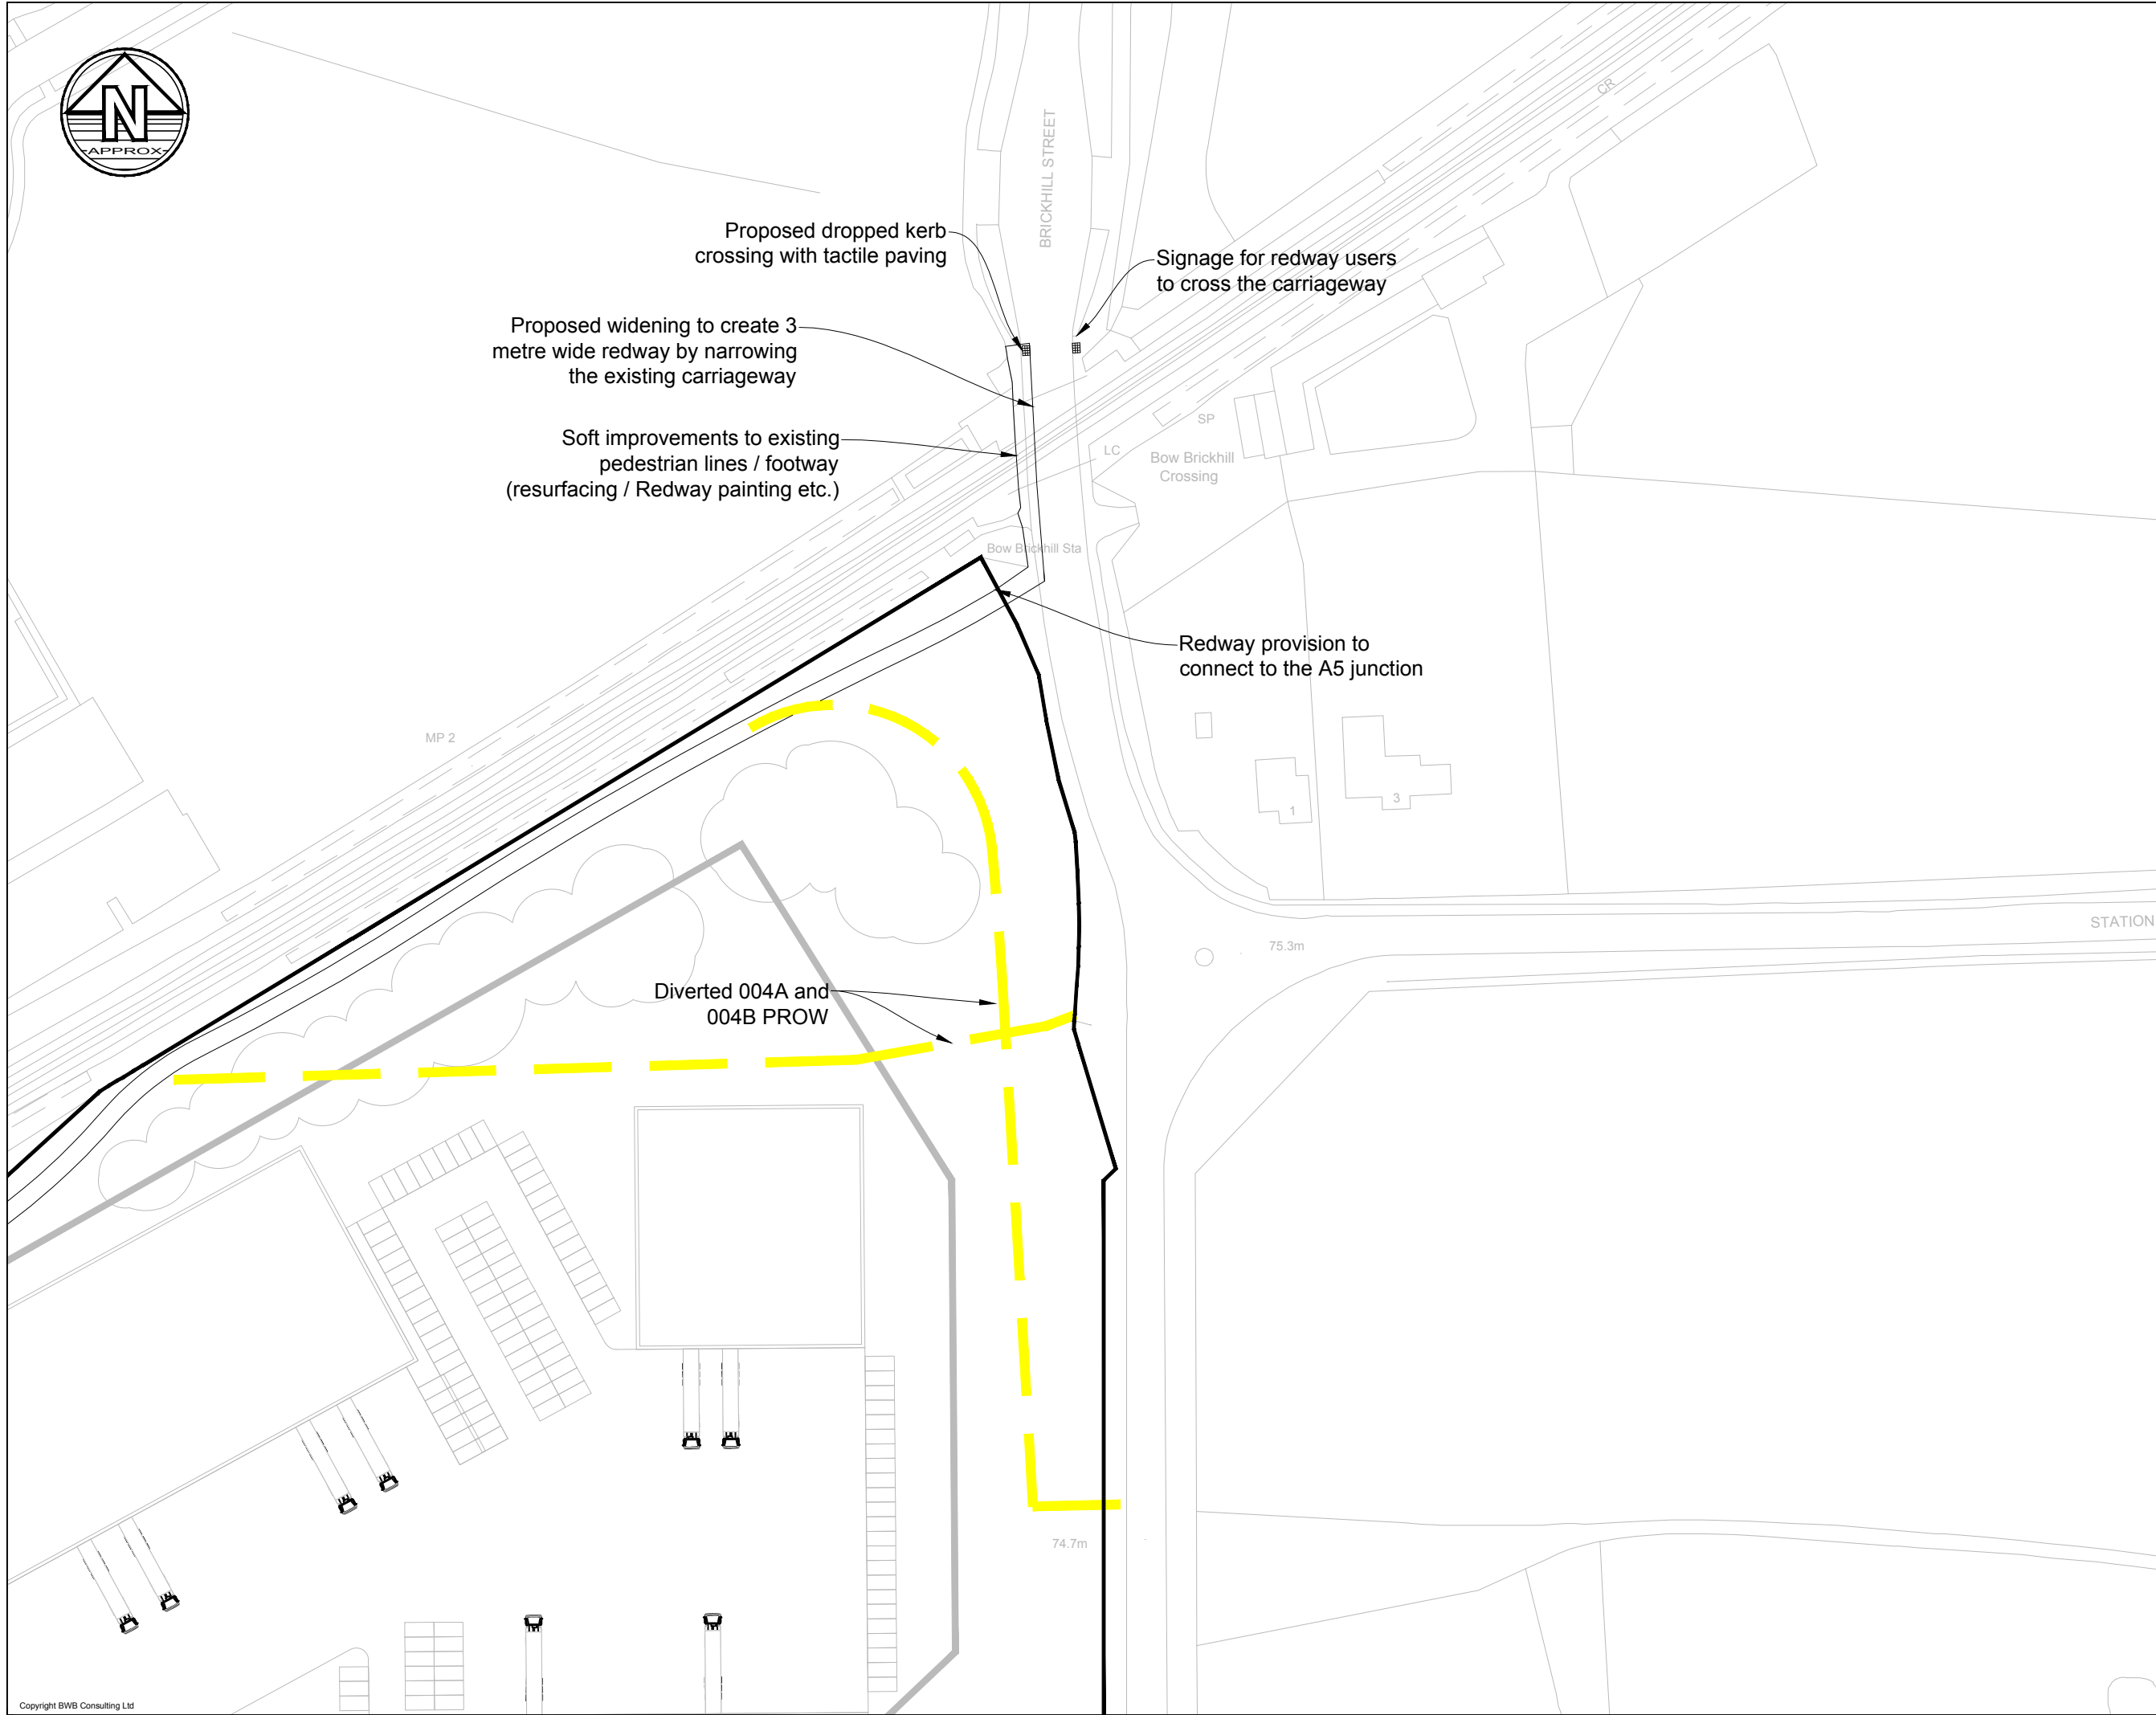 N
APPROX
BRICKHILL STREET
CR
Proposed dropped kerb
crossing with tactile paving
Signage for redway users
to cross the carriageway
Proposed widening to create 3
metre wide redway by narrowing
the existing carriageway
SP
Soft improvements to existing
pedestrian lines / footway
(resurfacing / Redway painting etc.)
LC
Bow Brickhill
Crossing
Bow Brickhill Sta
Redway provision to
connect to the A5 junction
MP 2
1
3
STATION
75.3m
Diverted 004A and
004B PROW
74.7m
Copyright BWB Consulting Ltd